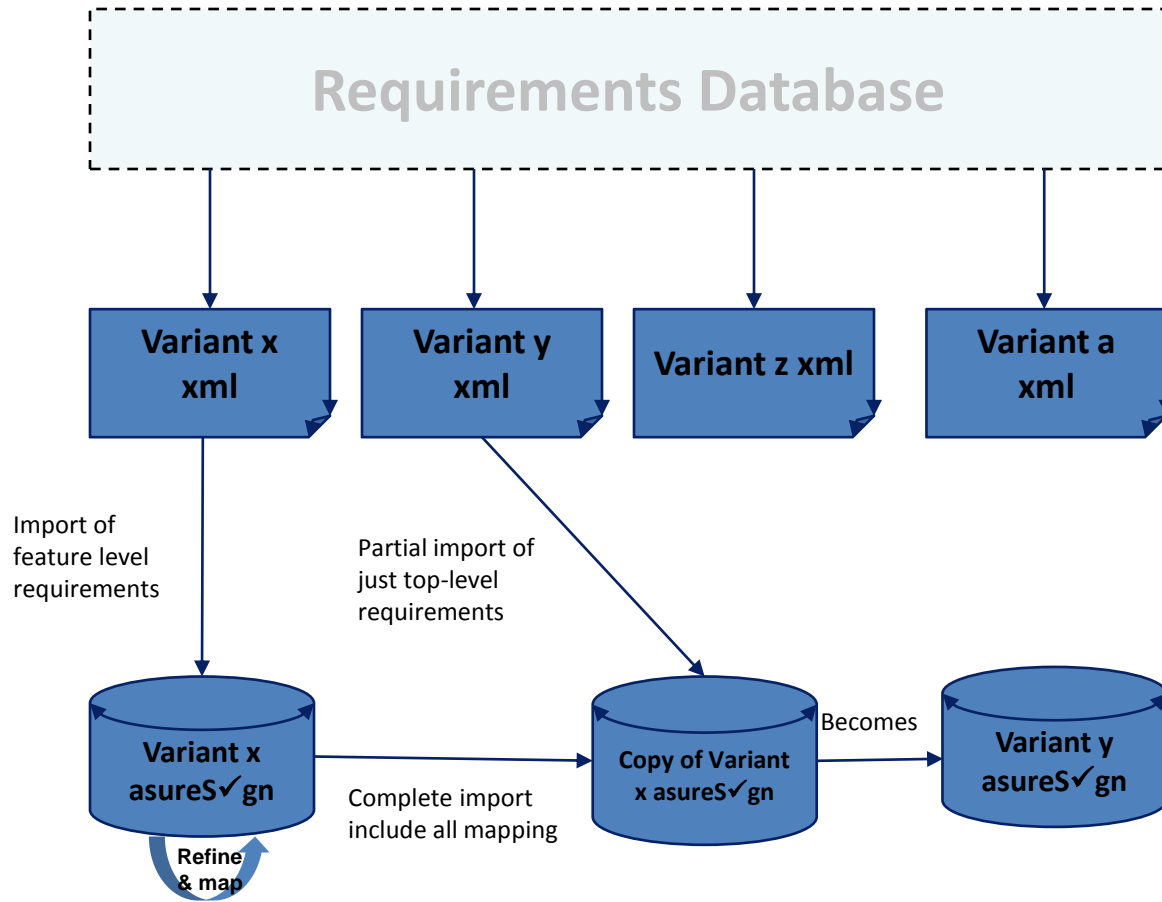 Requirements Database
Variant x
xml
Variant y
xml
Variant z xml
Variant a
xml
Import of
feature level
requirements
Partial import of
just top-level
requirements
Variant x
asureS✓gn
Refine
& map
Complete import
include all mapping
Copy of Variant
x asureS✓gn
Becomes
Variant y
asureS✓gn